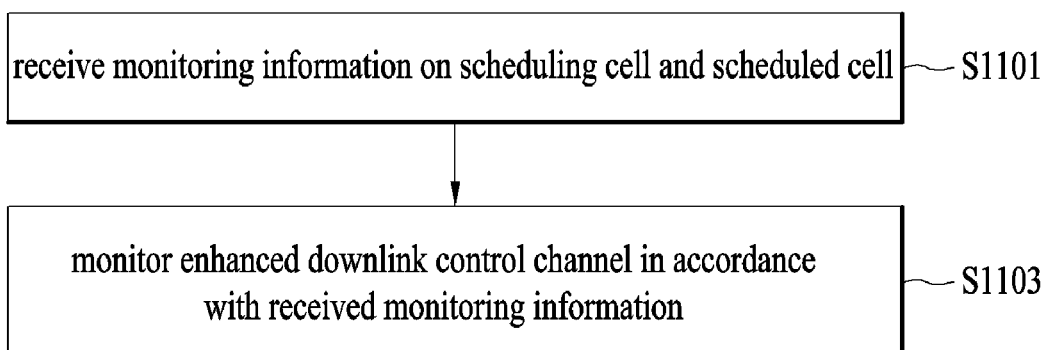 receive monitoring information on scheduling cell and scheduled cell
S1101
monitor enhanced downlink control channel in accordance
with received monitoring information
S1103